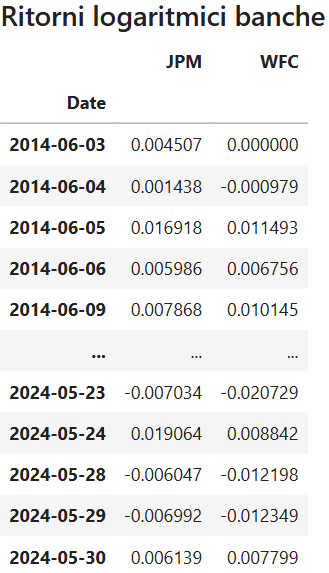 Ritorni logaritmici banche
JPM WFC
Date
2014-06-03 0.004507 0.000000
2014-06-04 0.001438 -0.000979
2014-06-05 0.016918 0.011493
2014-06-06 0.005986 0.006756
2014-06-09 0.007868 0.010145
... ... ...
2024-05-23 -0.007034 -0.020729
2024-05-24 0.019064 0.008842
2024-05-28 -0.006047 -0.012198
2024-05-29 -0.006992 -0.012349
2024-05-30 0.006139 0.007799